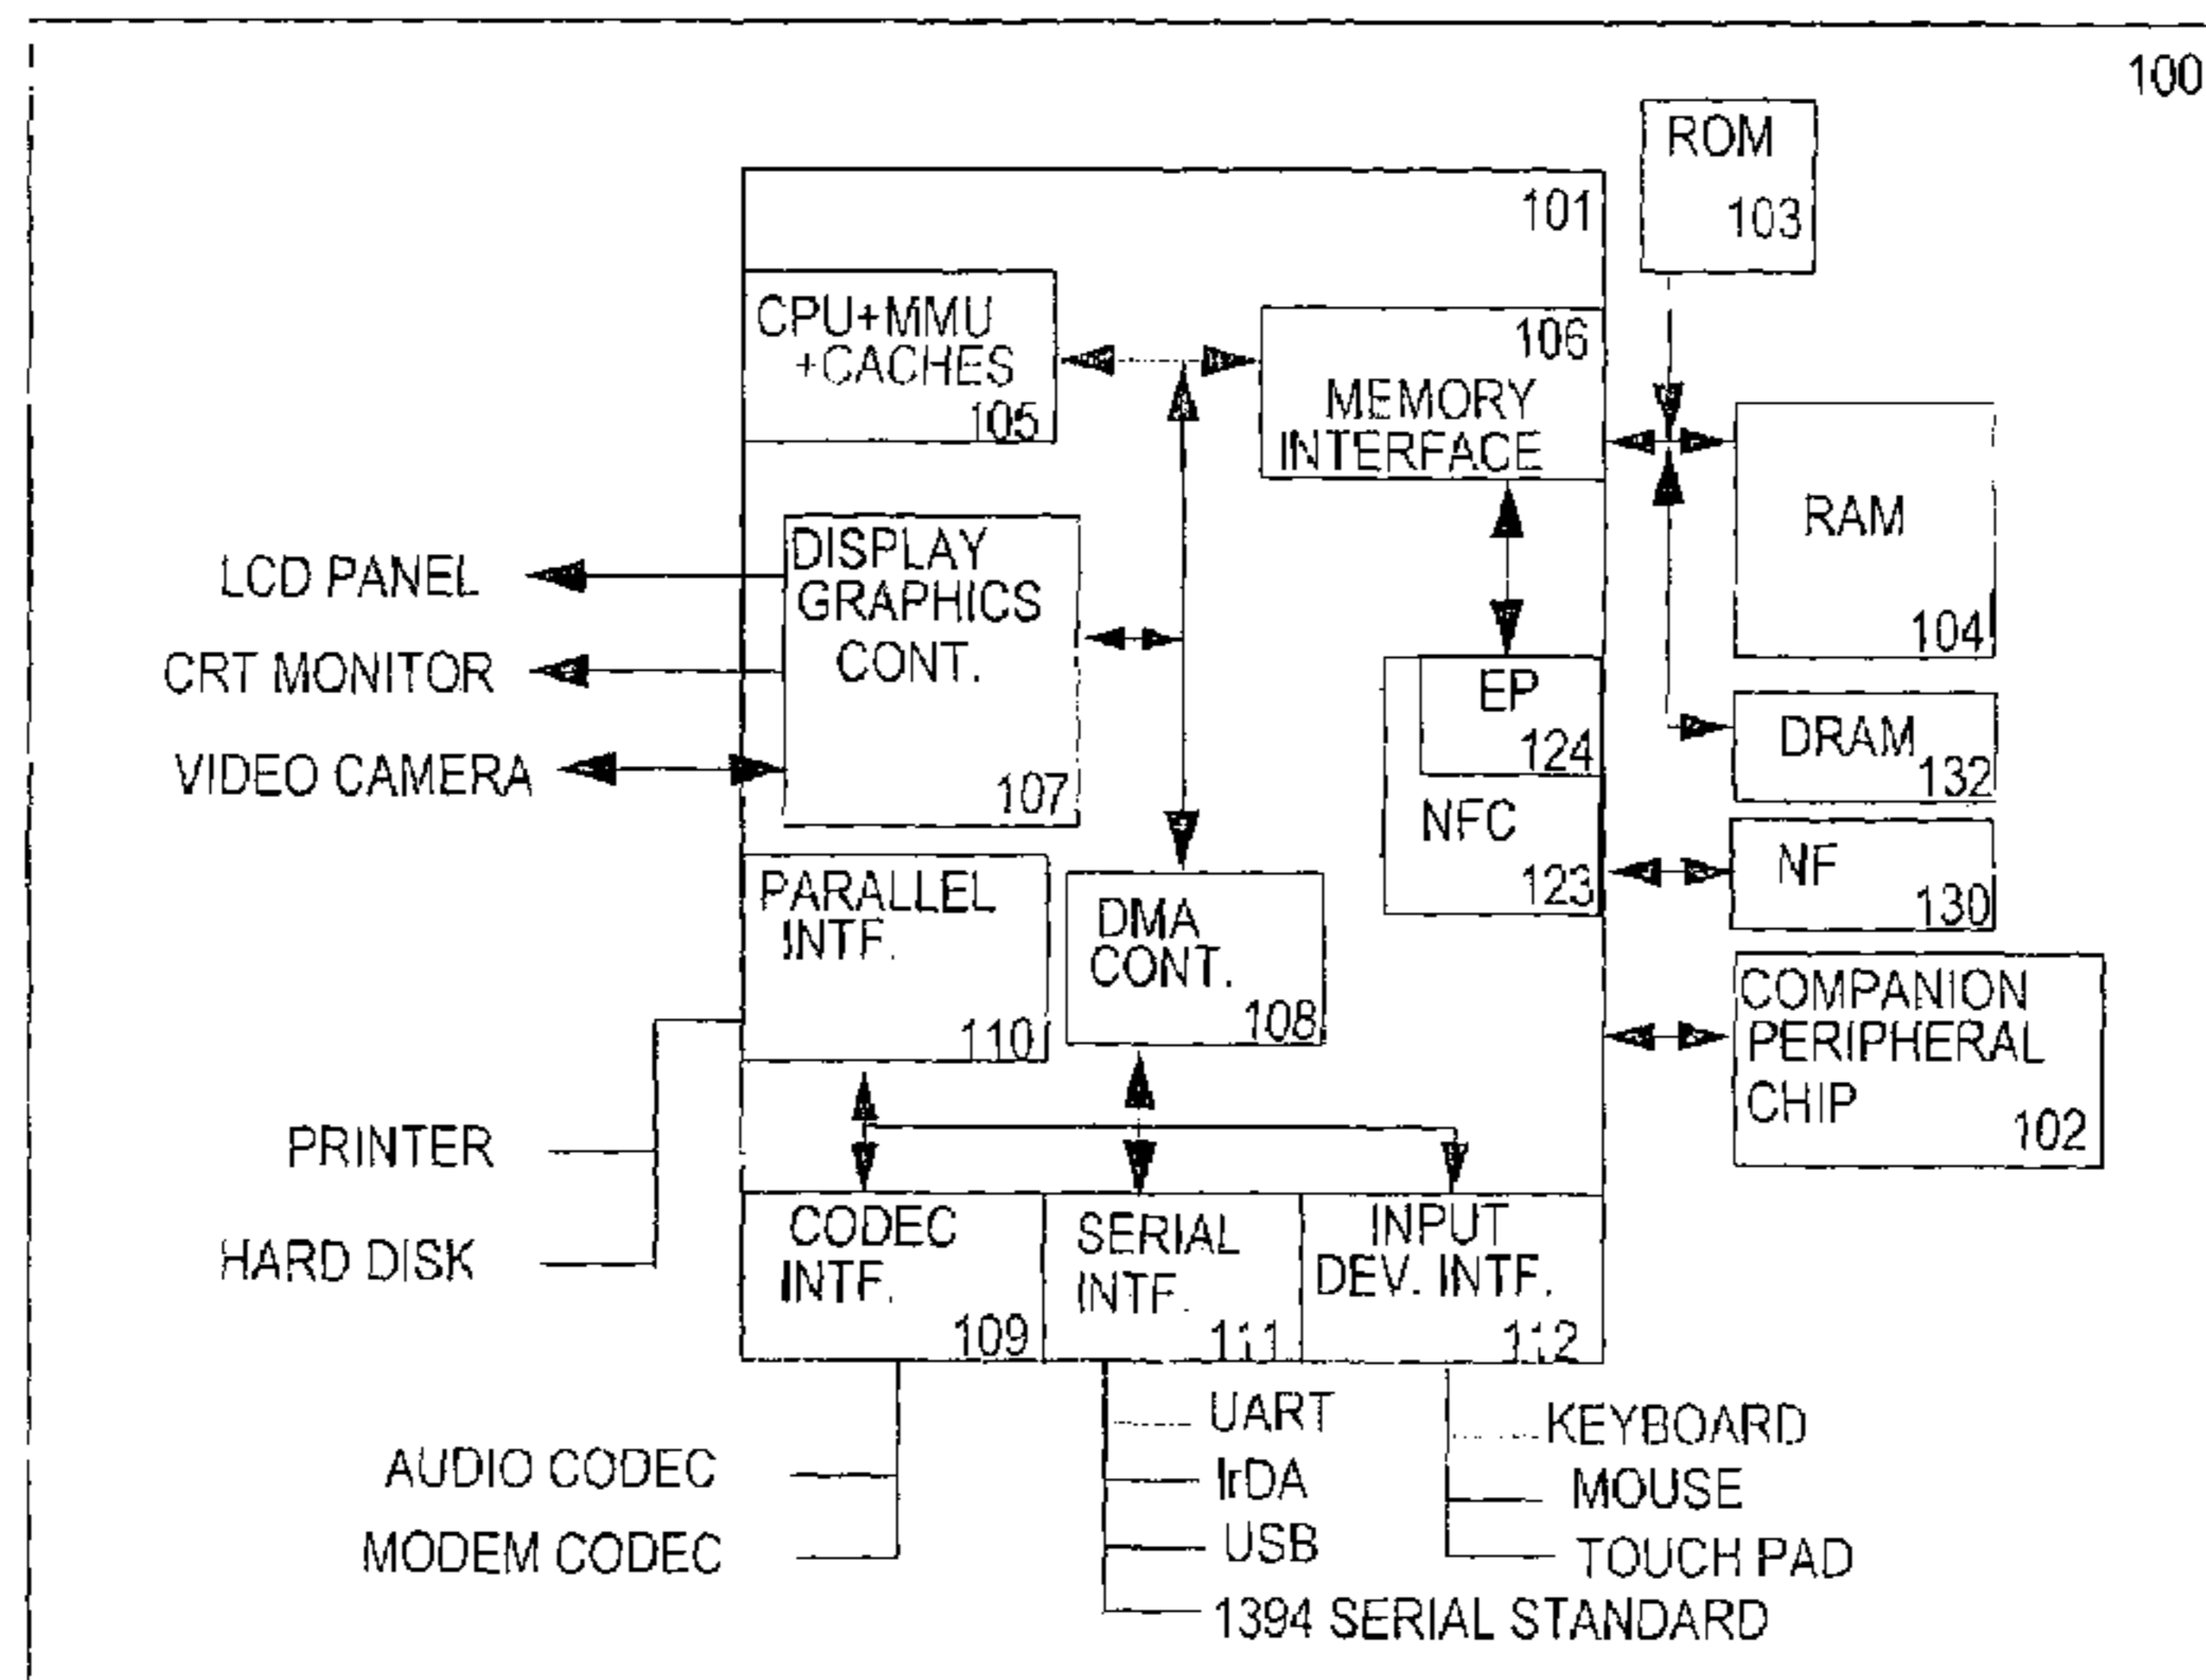 100
ROM
103
101
CPU+MMU
+CACHES
105
106
MEMORY
INTERFACE
RAM
104
LCD PANEL
CRT MONITOR
VIDEO CAMERA
DISPLAY
GRAPHICS
CONT.
107
EP
124
NFC
123
DRAM
132
NF
130
PARALLEL
INTF.
110
DMA
CONT.
108
COMPANION
PERIPHERAL
CHIP
102
PRINTER
HARD DISK
CODEC
INTF.
109
SERIAL
INTF.
111
INPUT
DEV. INTF.
112
AUDIO CODEC
MODEM CODEC
UART
IrDA
USB
1394 SERIAL STANDARD
KEYBOARD
MOUSE
TOUCH PAD